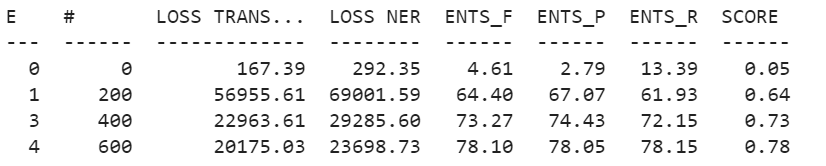 E    #       LOSS TRANS...  LOSS NER  ENTS_F  ENTS_P  ENTS_R  SCORE
---  ------  -------------  --------  ------  ------  ------  ------
  0       0         167.39    292.35    4.61    2.79   13.39    0.05
  1     200       56955.61  69001.59   64.40   67.07   61.93    0.64
  3     400       22963.61  29285.60   73.27   74.43   72.15    0.73
  4     600       20175.03  23698.73   78.10   78.05   78.15    0.78